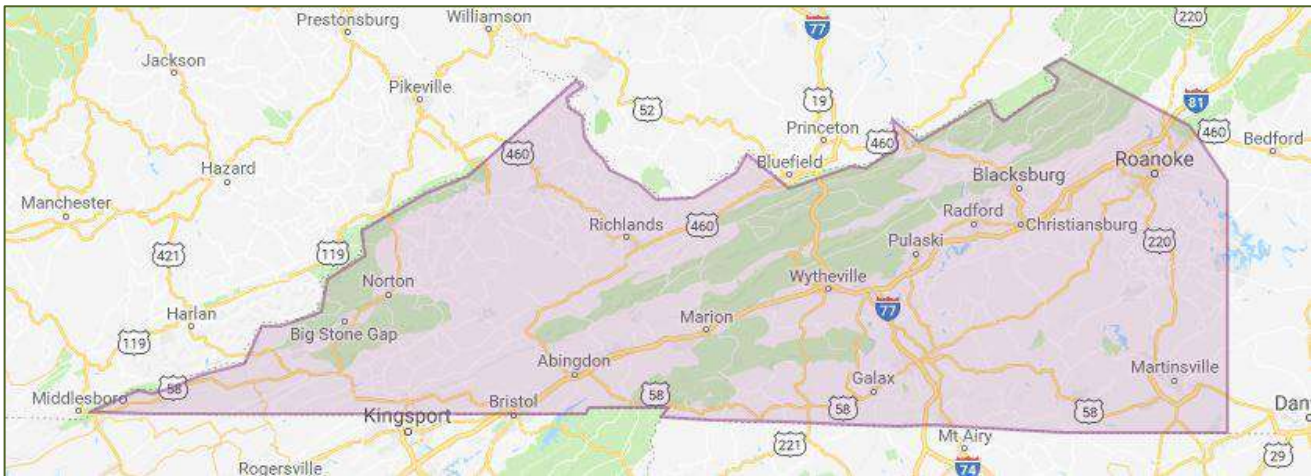 Prestonsburg
Williamson
77
220
Jackson
Pikeville
52
19
81
Princeton
460
460
Bedford
460
Bluefield
Roanoke
Hazard
Blacksburg
Manchester
Richlands
460
Radford
Christiansburg
119
421
Pulaski
220
Norton
Wytheville
Harlan
77
Big Stone Gap
Marion
119
Abingdon
Martinsville
58
Galax
Middlesboro
58
58
58
Kingsport
Bristol
Dan
221
Mt Airy
29
Rogersville
74